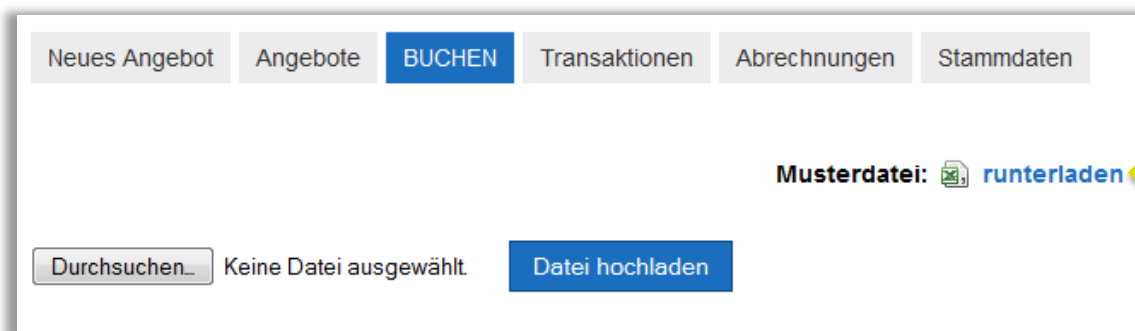 Neues Angebot Angebote BUCHEN Transaktionen Abrechnungen Stammdaten
Musterdatei: runterladen
Durchsuchen... Keine Datei ausgewählt. Datei hochladen